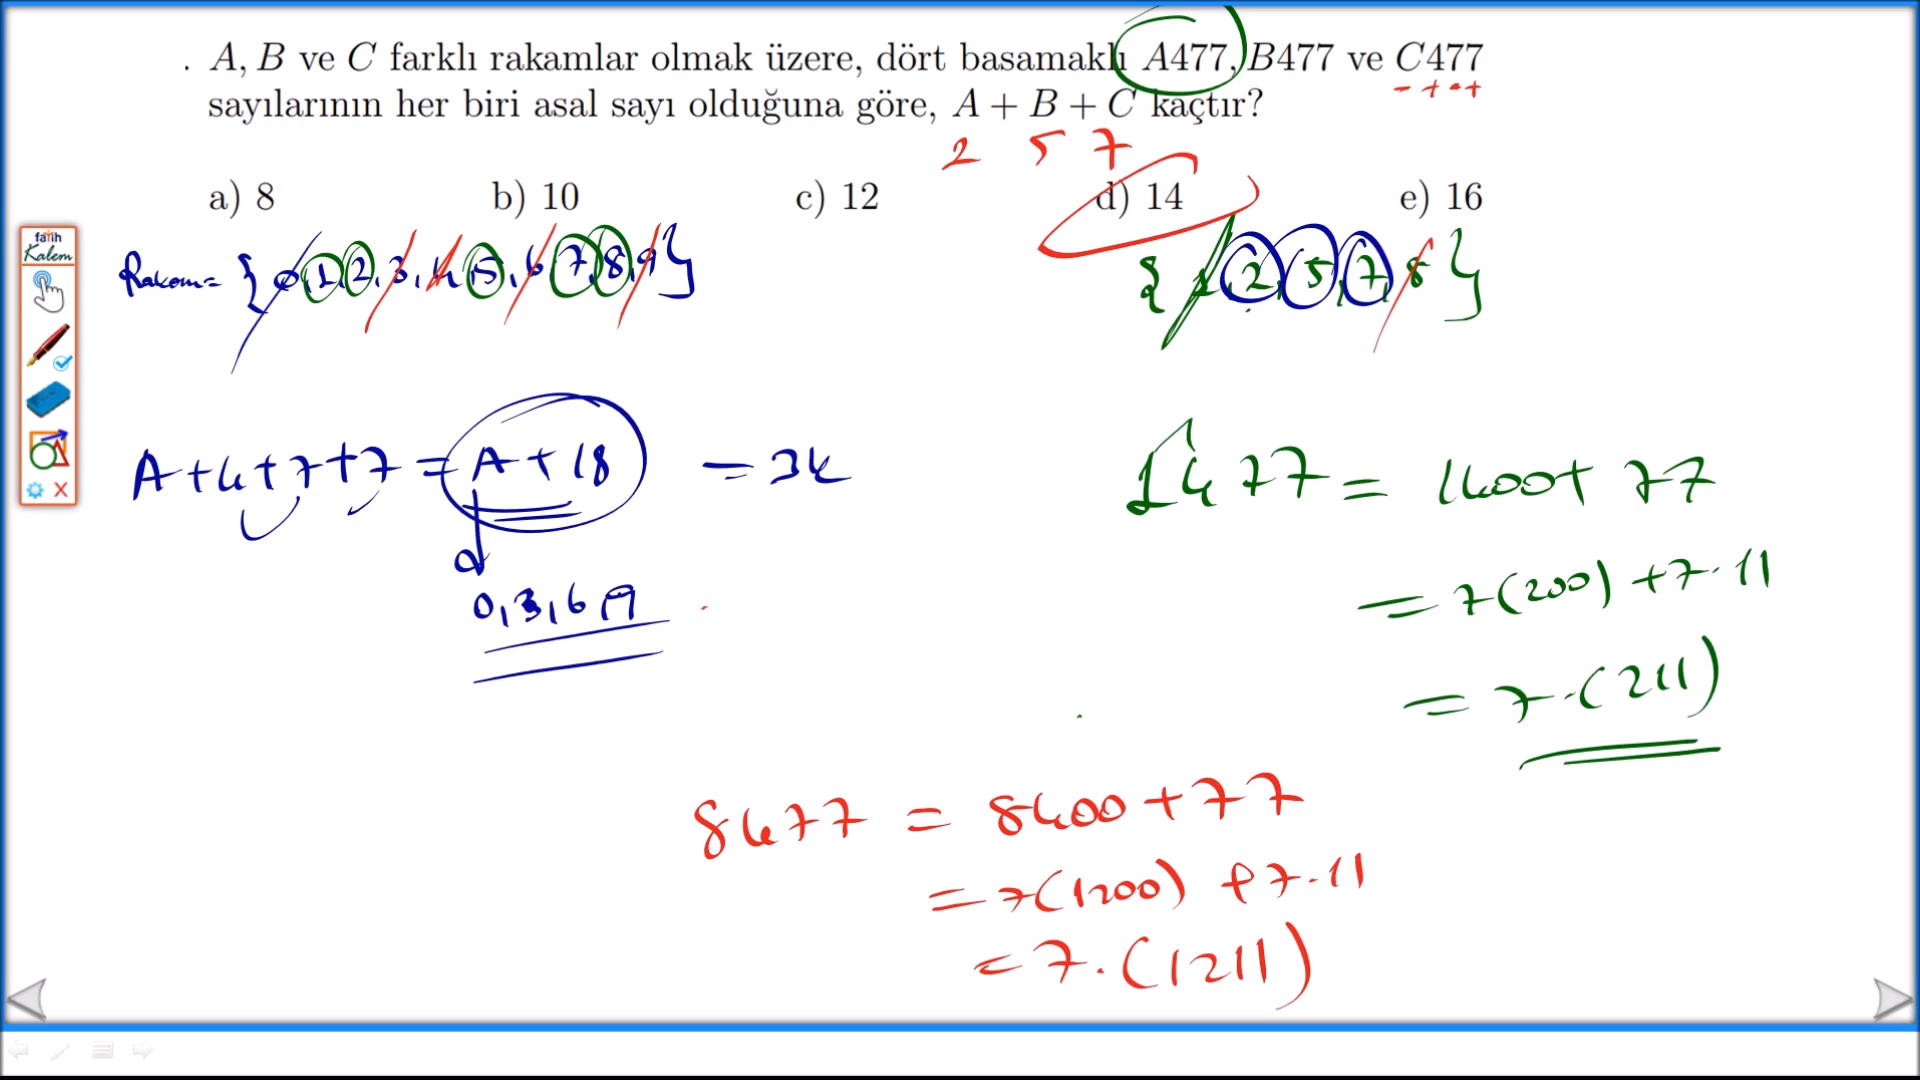 . A, B ve C farklı rakamlar olmak üzere, dört basamaklı A477, B477 ve C477
sayılarının her biri asal sayı olduğuna göre, A + B + C kaçtır?
2 5 7
a) 8 b) 10 c) 12 d) 14 e) 16
fatih
Kalem
Rakam = {0,1,2,3,4,5,6,7,8,9}
{1,2,5,7,8}
A+4+7+7 = A+18 = 34
0,3,6,9
1477 = 1400+77
= 7(200)+7.11
= 7.(211)
8477 = 8400+77
= 7(1200)+7.11
= 7.(1211)